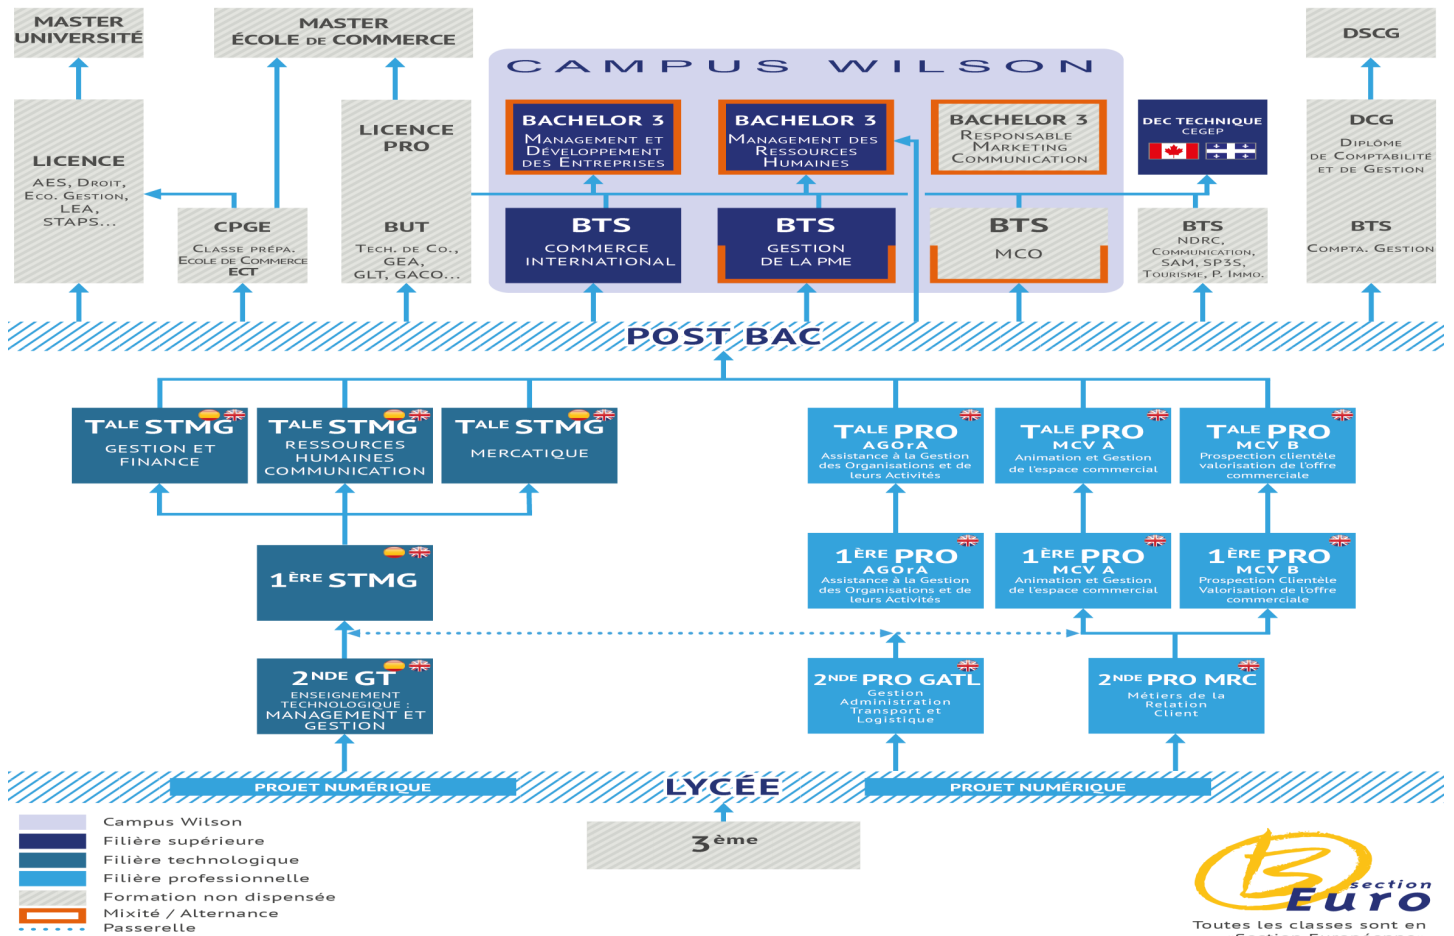 MASTER
UNIVERSITÉ
MASTER
ÉCOLE DE COMMERCE
DSCG
CAMPUS WILSON
LICENCE
AES, DROIT,
ECO. GESTION,
LEA,
STAPS...
LICENCE
PRO
BACHELOR 3
MANAGEMENT ET
DÉVELOPPEMENT
DES ENTREPRISES
BACHELOR 3
MANAGEMENT DES
RESSOURCES
HUMAINES
BACHELOR 3
RESPONSABLE
MARKETING
COMMUNICATION
DEC TECHNIQUE
CEGEP
DCG
DIPLÔME
DE COMPTABILITÉ
ET DE GESTION
CPGE
CLASSE PRÉPA.
ECOLE DE COMMERCE
ECT
BUT
TECH. DE CO.,
GEA,
GLT, GACO...
BTS
COMMERCE
INTERNATIONAL
BTS
GESTION
DE LA PME
BTS
MCO
BTS
NDRC,
COMMUNICATION,
SAM, SP3S,
TOURISME, P. IMMO.
BTS
COMPTA. GESTION
POST BAC
TALE STMG
GESTION ET
FINANCE
TALE STMG
RESSOURCES
HUMAINES
COMMUNICATION
TALE STMG
MERCATIQUE
TALE PRO
AGOrA
Assistance à la Gestion
des Organisations et de
leurs Activités
TALE PRO
MCV A
Animation et Gestion
de l'espace commercial
TALE PRO
MCV B
Prospection clientèle
valorisation de l'offre
commerciale
1ÈRE STMG
1ÈRE PRO
AGOrA
Assistance à la Gestion
des Organisations et de
leurs Activités
1ÈRE PRO
MCV A
Animation et Gestion
de l'espace commercial
1ÈRE PRO
MCV B
Prospection Clientèle
Valorisation de l'offre
commerciale
2NDE GT
ENSEIGNEMENT
TECHNOLOGIQUE :
MANAGEMENT ET
GESTION
2NDE PRO GATL
Gestion
Administration
Transport et
Logistique
2NDE PRO MRC
Métiers de la
Relation
Client
LYCÉE
PROJET NUMÉRIQUE
PROJET NUMÉRIQUE
3ème
Campus Wilson
Filière supérieure
Filière technologique
Filière professionnelle
Formation non dispensée
Mixité / Alternance
Passerelle
section
Euro
Toutes les classes sont en
Section Européenne